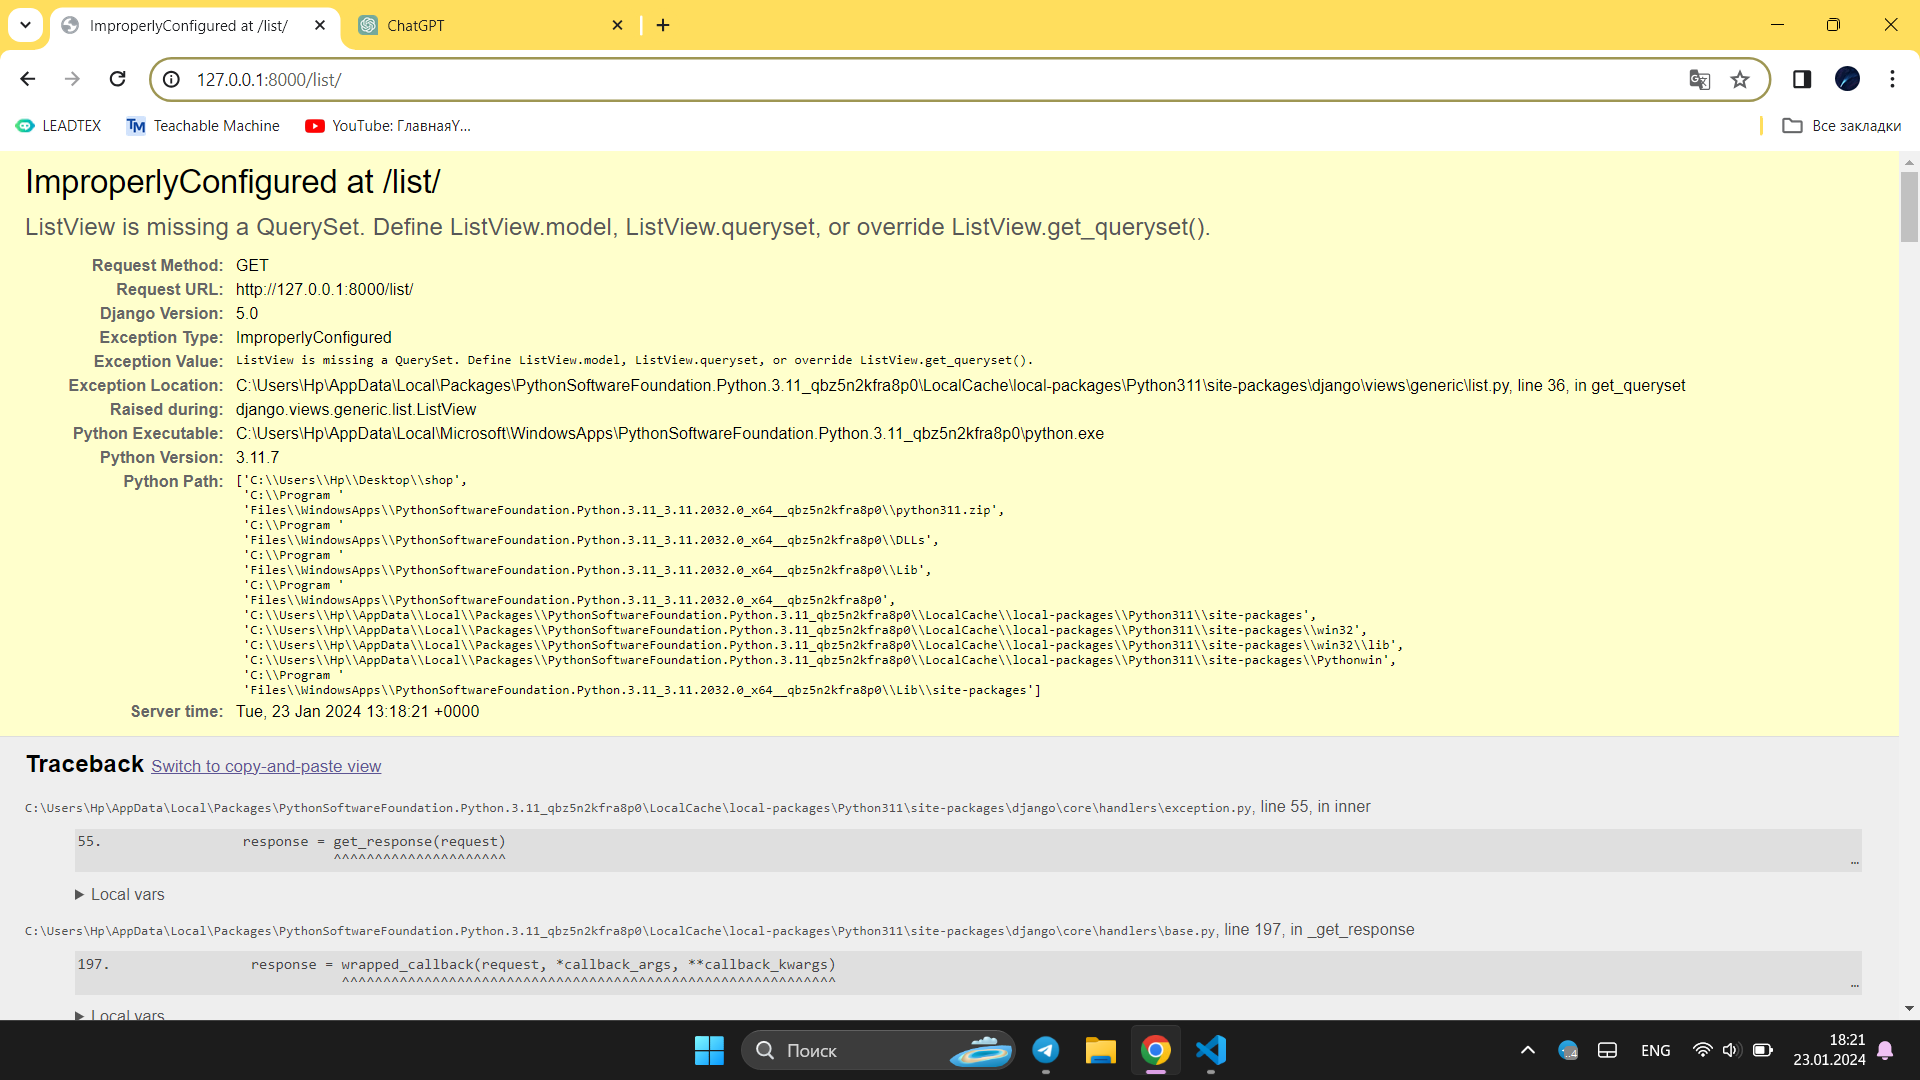 ImproperlyConfigured at /list/
ChatGPT
127.0.0.1:8000/list/
LEADTEX
Teachable Machine
YouTube: ГлавнаяY...
Все закладки
ImproperlyConfigured at /list/
ListView is missing a QuerySet. Define ListView.model, ListView.queryset, or override ListView.get_queryset().
Request Method: GET
Request URL: http://127.0.0.1:8000/list/
Django Version: 5.0
Exception Type: ImproperlyConfigured
Exception Value: ListView is missing a QuerySet. Define ListView.model, ListView.queryset, or override ListView.get_queryset().
Exception Location: C:\Users\Hp\AppData\Local\Packages\PythonSoftwareFoundation.Python.3.11_qbz5n2kfra8p0\LocalCache\local-packages\Python311\site-packages\django\views\generic\list.py, line 36, in get_queryset
Raised during: django.views.generic.list.ListView
Python Executable: C:\Users\Hp\AppData\Local\Microsoft\WindowsApps\PythonSoftwareFoundation.Python.3.11_qbz5n2kfra8p0\python.exe
Python Version: 3.11.7
Python Path: ['C:\\Users\\Hp\\Desktop\\shop',
'C:\\Program '
'Files\\WindowsApps\\PythonSoftwareFoundation.Python.3.11_3.11.2032.0_x64__qbz5n2kfra8p0\\python311.zip',
'C:\\Program '
'Files\\WindowsApps\\PythonSoftwareFoundation.Python.3.11_3.11.2032.0_x64__qbz5n2kfra8p0\\DLLs',
'C:\\Program '
'Files\\WindowsApps\\PythonSoftwareFoundation.Python.3.11_3.11.2032.0_x64__qbz5n2kfra8p0\\Lib',
'C:\\Program '
'Files\\WindowsApps\\PythonSoftwareFoundation.Python.3.11_3.11.2032.0_x64__qbz5n2kfra8p0',
'C:\\Users\\Hp\\AppData\\Local\\Packages\\PythonSoftwareFoundation.Python.3.11_qbz5n2kfra8p0\\LocalCache\\local-packages\\Python311\\site-packages',
'C:\\Users\\Hp\\AppData\\Local\\Packages\\PythonSoftwareFoundation.Python.3.11_qbz5n2kfra8p0\\LocalCache\\local-packages\\Python311\\site-packages\\win32',
'C:\\Users\\Hp\\AppData\\Local\\Packages\\PythonSoftwareFoundation.Python.3.11_qbz5n2kfra8p0\\LocalCache\\local-packages\\Python311\\site-packages\\win32\\lib',
'C:\\Users\\Hp\\AppData\\Local\\Packages\\PythonSoftwareFoundation.Python.3.11_qbz5n2kfra8p0\\LocalCache\\local-packages\\Python311\\site-packages\\Pythonwin',
'C:\\Program '
'Files\\WindowsApps\\PythonSoftwareFoundation.Python.3.11_3.11.2032.0_x64__qbz5n2kfra8p0\\Lib\\site-packages']
Server time: Tue, 23 Jan 2024 13:18:21 +0000
Traceback Switch to copy-and-paste view
C:\Users\Hp\AppData\Local\Packages\PythonSoftwareFoundation.Python.3.11_qbz5n2kfra8p0\LocalCache\local-packages\Python311\site-packages\django\core\handlers\exception.py, line 55, in inner
55. response = get_response(request)
^^^^^^^^^^^^^^^^^^^^^ …
▶ Local vars
C:\Users\Hp\AppData\Local\Packages\PythonSoftwareFoundation.Python.3.11_qbz5n2kfra8p0\LocalCache\local-packages\Python311\site-packages\django\core\handlers\base.py, line 197, in _get_response
197. response = wrapped_callback(request, *callback_args, **callback_kwargs)
^^^^^^^^^^^^^^^^^^^^^^^^^^^^^^^^^^^^^^^^^^^^^^^^^^^^^^^^^^^^ …
▶ Local vars
Поиск
ENG
18:21
23.01.2024